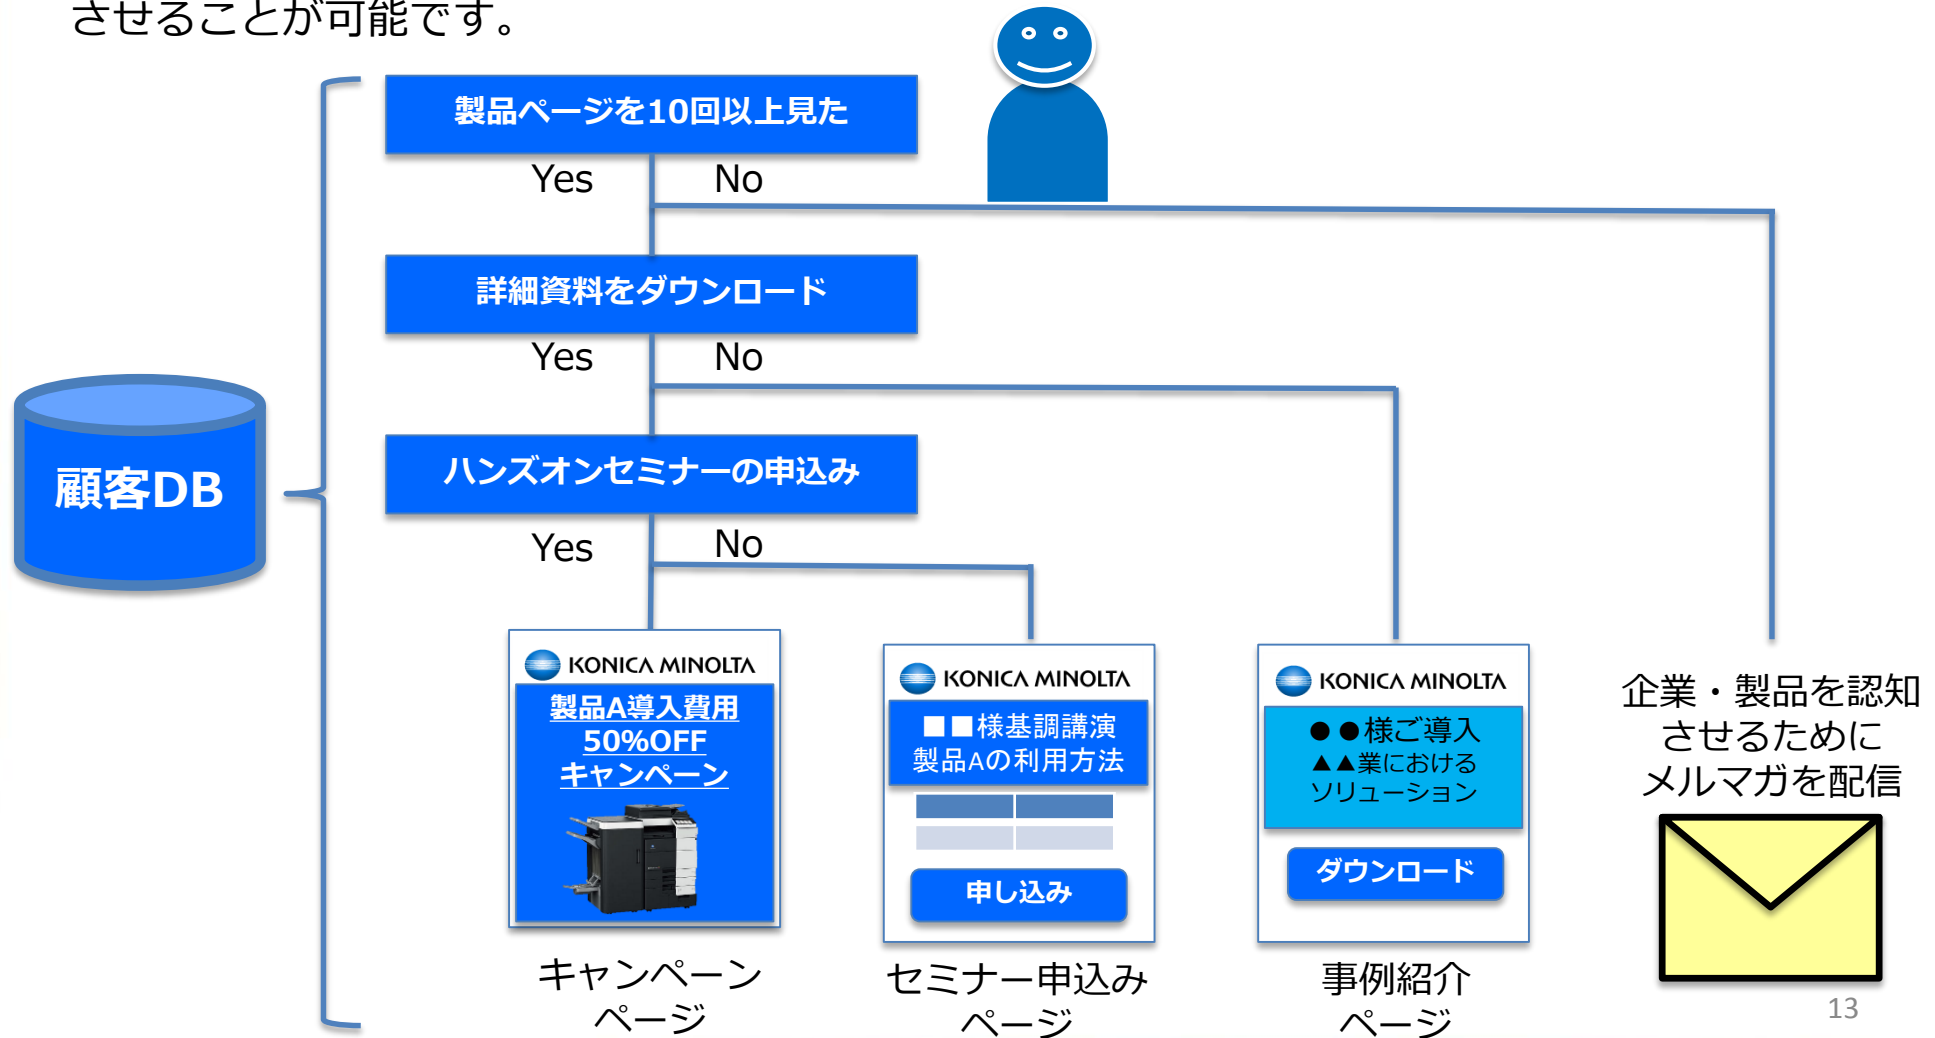 させることが可能です。
製品ページを10回以上見た
Yes No
詳細資料をダウンロード
Yes No
顧客DB
ハンズオンセミナーの申込み
Yes No
KONICA MINOLTA
製品A導入費用
50%OFF
キャンペーン
キャンペーン
ページ
KONICA MINOLTA
■■様基調講演
製品Aの利用方法
申し込み
セミナー申込み
ページ
KONICA MINOLTA
●●様ご導入
▲▲業における
ソリューション
ダウンロード
事例紹介
ページ
企業・製品を認知
させるために
メルマガを配信
13